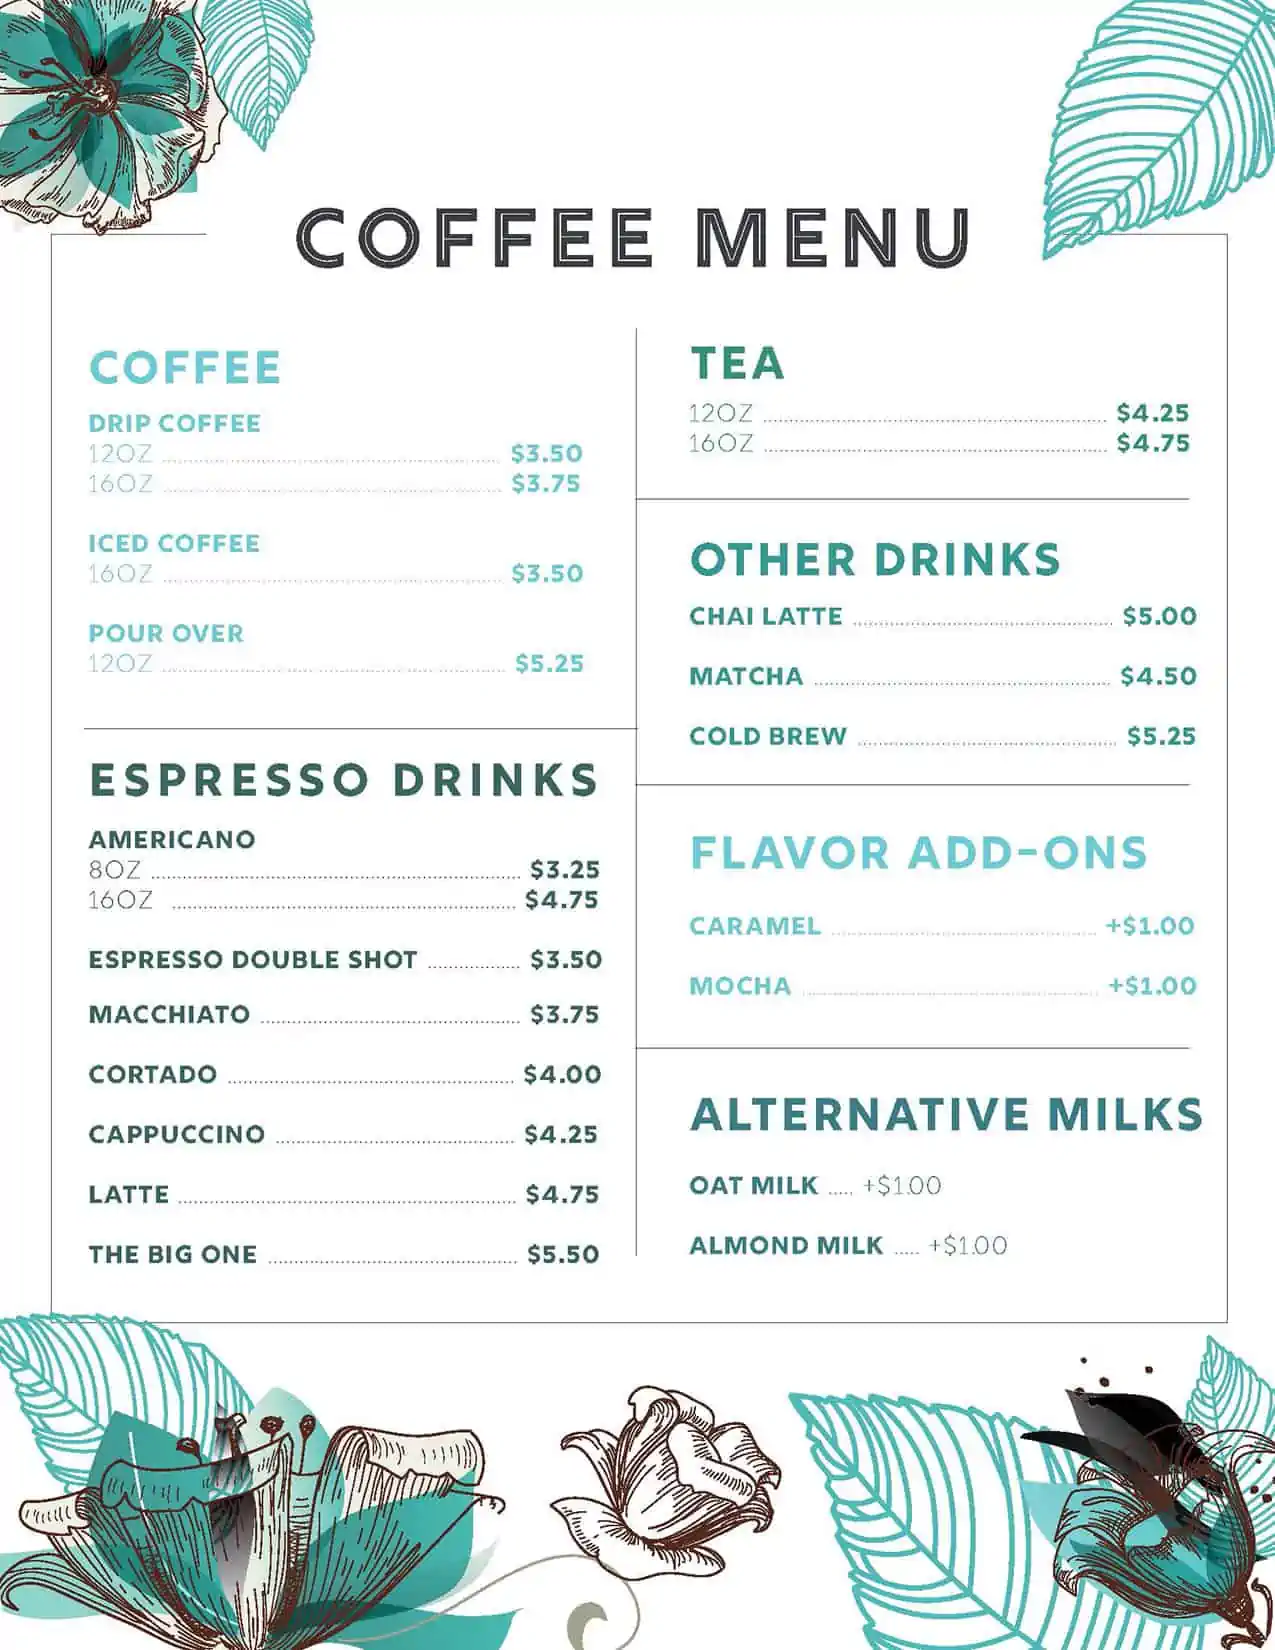 COFFEE MENU
COFFEE
DRIP COFFEE
12OZ $3.50
16OZ $3.75
ICED COFFEE
16OZ $3.50
POUR OVER
12OZ $5.25
ESPRESSO DRINKS
AMERICANO
8OZ $3.25
16OZ $4.75
ESPRESSO DOUBLE SHOT $3.50
MACCHIATO $3.75
CORTADO $4.00
CAPPUCCINO $4.25
LATTE $4.75
THE BIG ONE $5.50
TEA
12OZ $4.25
16OZ $4.75
OTHER DRINKS
CHAI LATTE $5.00
MATCHA $4.50
COLD BREW $5.25
FLAVOR ADD-ONS
CARAMEL +$1.00
MOCHA +$1.00
ALTERNATIVE MILKS
OAT MILK ..... +$1.00
ALMOND MILK ..... +$1.00